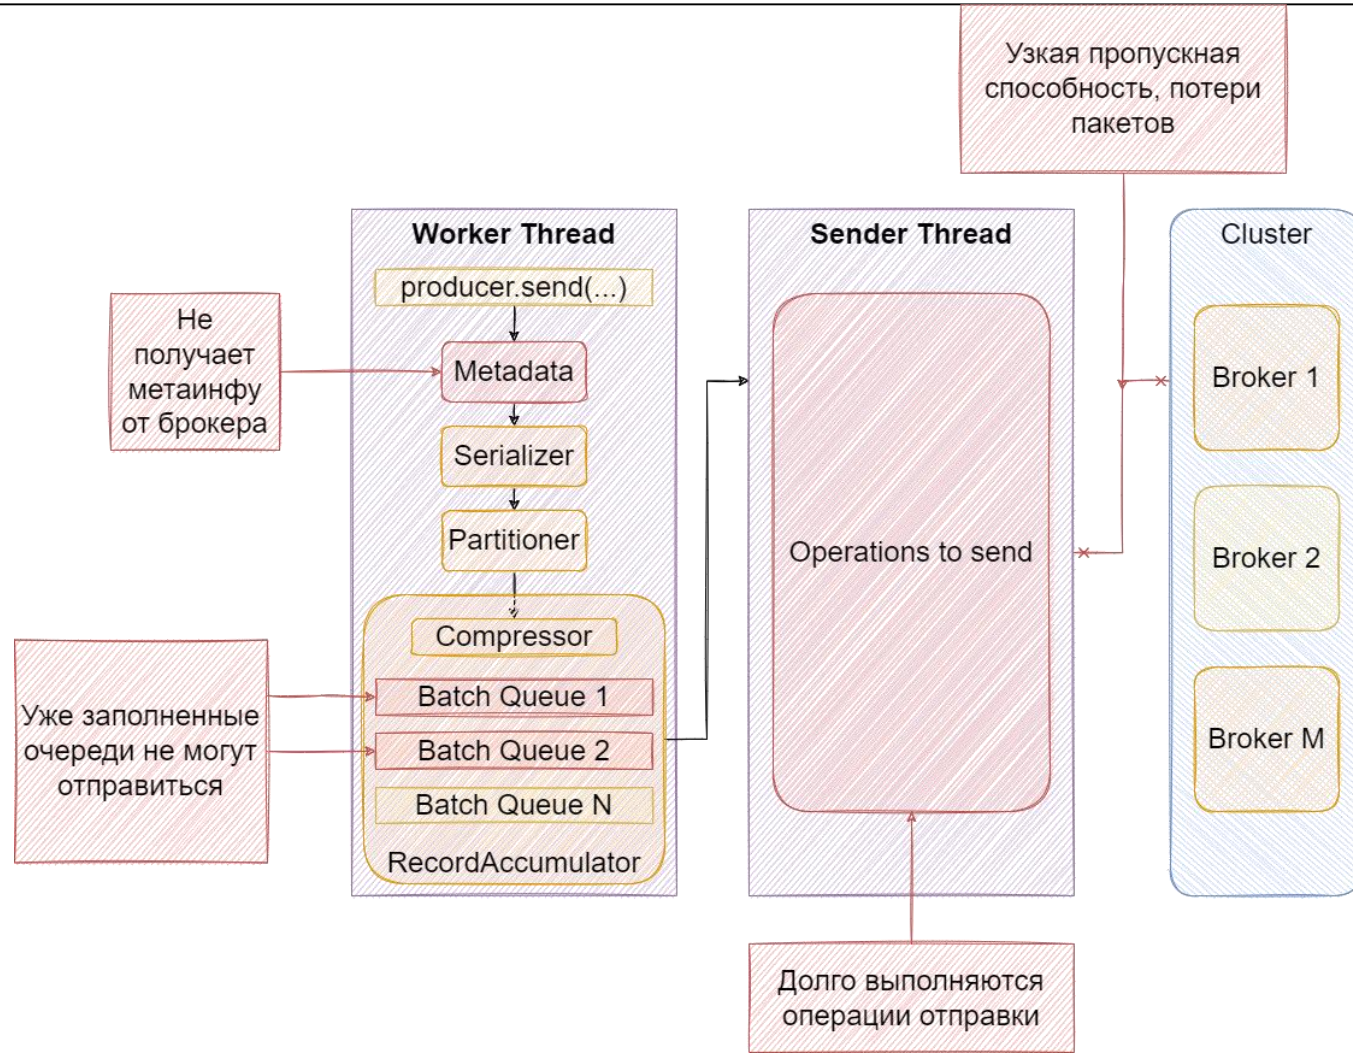 Узкая пропускная
способность, потери
пакетов
Worker Thread
Sender Thread
Cluster
producer.send(...)
Не
получает
метаинфу
от брокера
Metadata
Serializer
Partitioner
Compressor
Уже заполненные
очереди не могут
отправиться
Batch Queue 1
Batch Queue 2
Batch Queue N
RecordAccumulator
Operations to send
Broker 1
Broker 2
Broker M
Долго выполняются
операции отправки